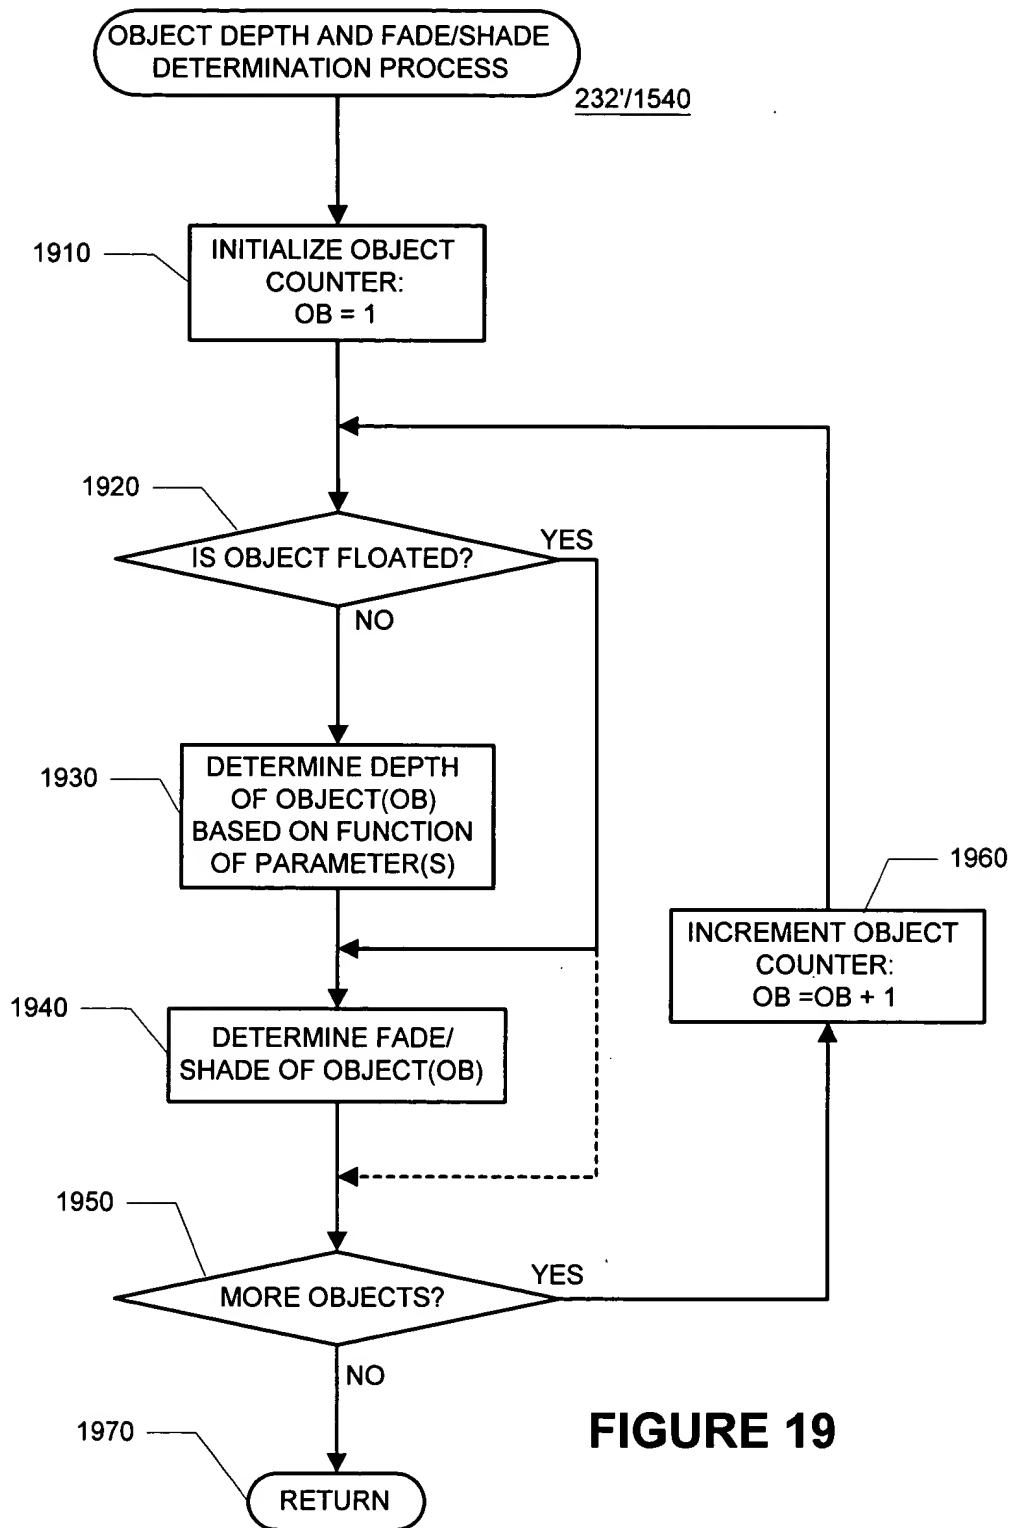 OBJECT DEPTH AND FADE/SHADE
DETERMINATION PROCESS
232'/1540
1910
INITIALIZE OBJECT
COUNTER:
OB = 1
1920
IS OBJECT FLOATED?
YES
NO
1930
DETERMINE DEPTH
OF OBJECT(OB)
BASED ON FUNCTION
OF PARAMETER(S)
1960
INCREMENT OBJECT
COUNTER:
OB =OB + 1
1940
DETERMINE FADE/
SHADE OF OBJECT(OB)
1950
MORE OBJECTS?
YES
NO
1970
RETURN
FIGURE 19